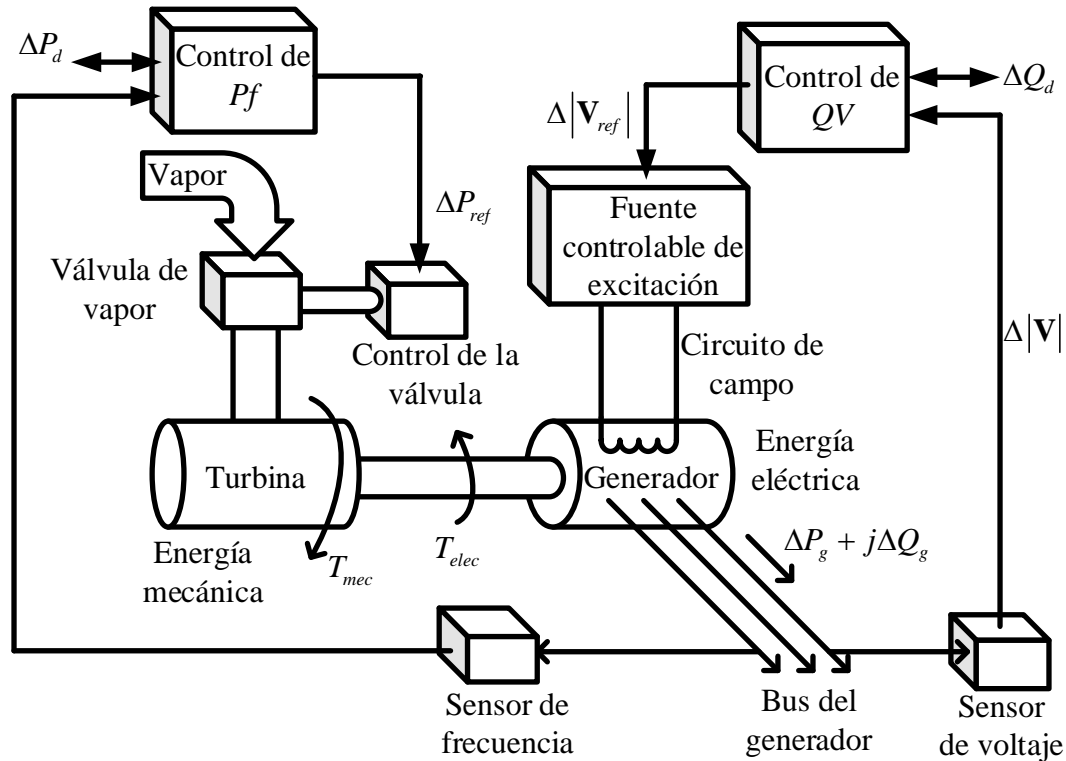 ΔP_d
Control de
Pf
Control de
QV
ΔQ_d
Δ|V_ref|
Vapor
ΔP_ref
Fuente
controlable de
excitación
Válvula de
vapor
Control de la
válvula
Circuito de
campo
Δ|V|
Turbina
Generador
Energía
eléctrica
Energía
mecánica
T_mec
T_elec
ΔP_g + jΔQ_g
Sensor de
frecuencia
Bus del
generador
Sensor
de voltaje